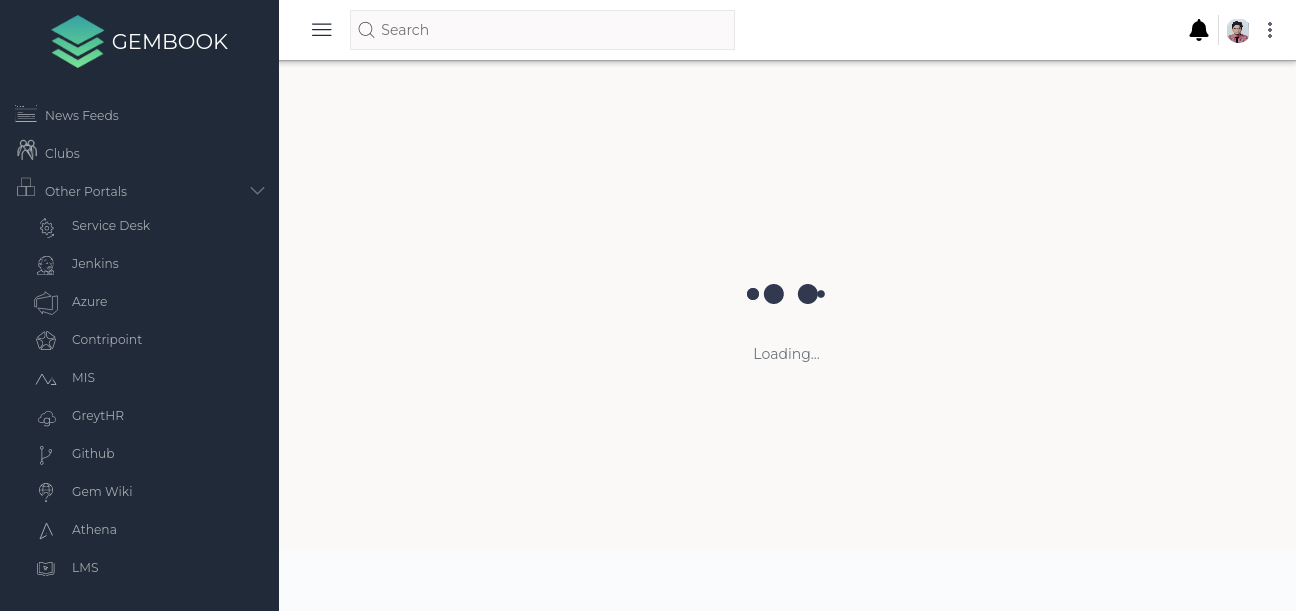 GEMBOOK
Search
News Feeds
Clubs
Other Portals
Service Desk
Jenkins
Azure
Contripoint
MIS
GreytHR
Github
Gem Wiki
Athena
LMS
Loading...